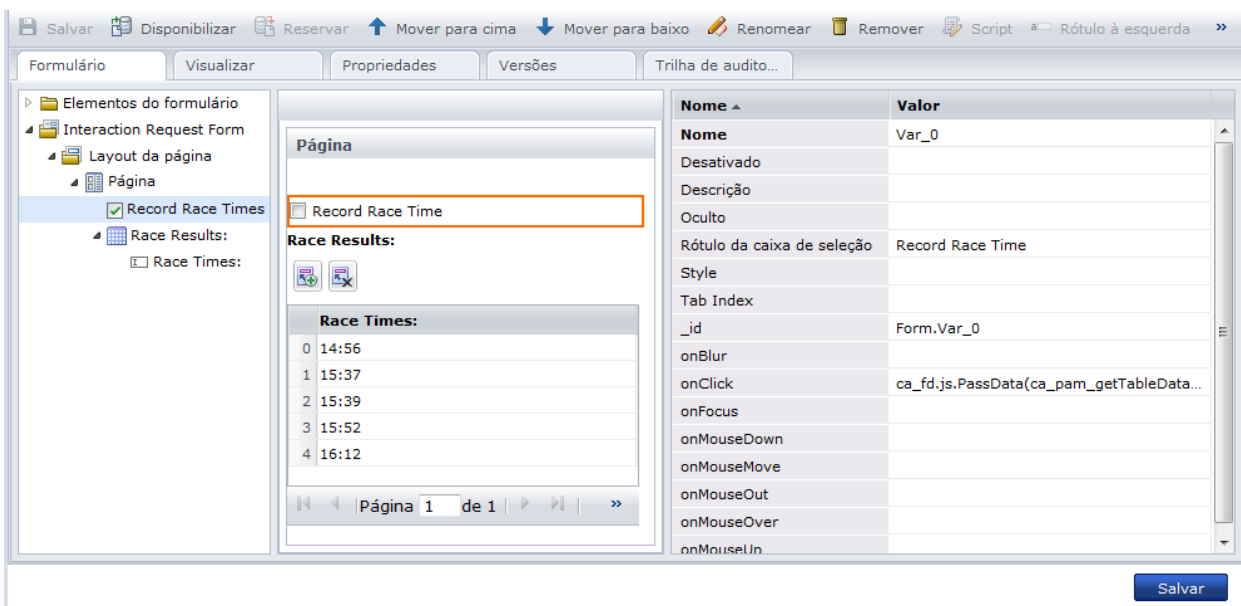 Salvar Disponibilizar Reservar Mover para cima Mover para baixo Renomear Remover Script Rótulo à esquerda »
Formulário Visualizar Propriedades Versões Trilha de audito...
Elementos do formulário
Interaction Request Form
Layout da página
Página
Record Race Times
Race Results:
Race Times:
Página
Record Race Time
Race Results:
Race Times:
0 14:56
1 15:37
2 15:39
3 15:52
4 16:12
Página 1 de 1 »
Nome Valor
Nome Var_0
Desativado
Descrição
Oculto
Rótulo da caixa de seleção Record Race Time
Style
Tab Index
_id Form.Var_0
onBlur
onClick ca_fd.js.PassData(ca_pam_getTableData...
onFocus
onMouseDown
onMouseMove
onMouseOut
onMouseOver
onMouseUp
Salvar